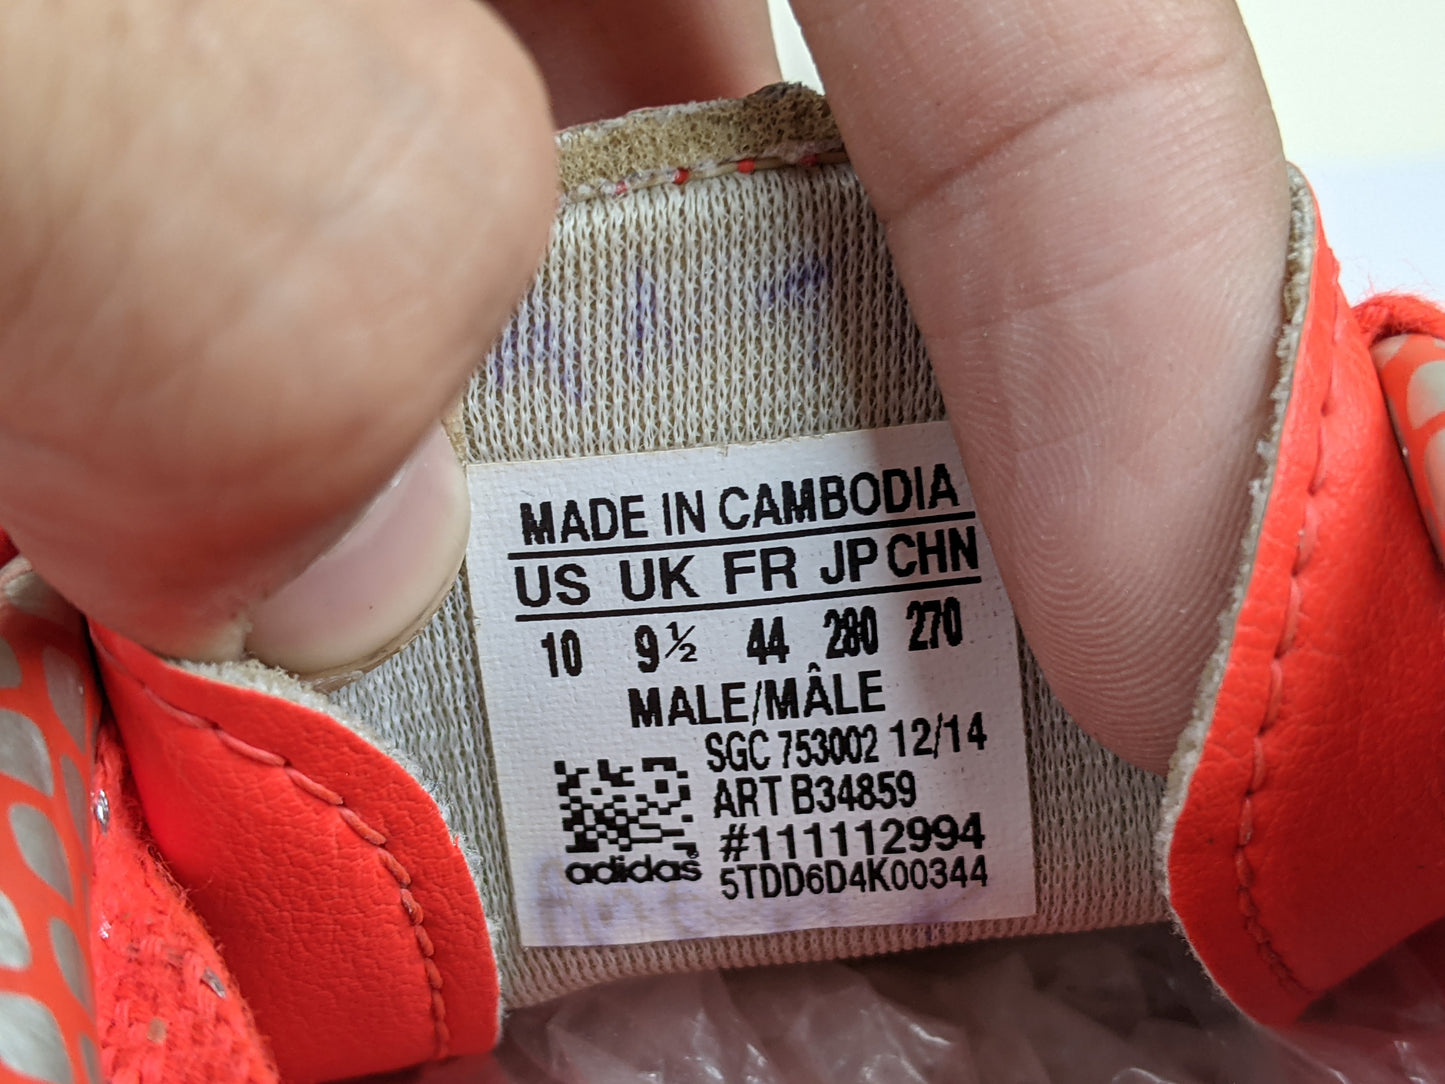 MADE IN CAMBODIA
US UK FR JP CHN
10 9½ 44 280 270
MALE/MÂLE
SGC 753002 12/14
ART B34859
#111112994
adidas® 5TDD6D4K00344